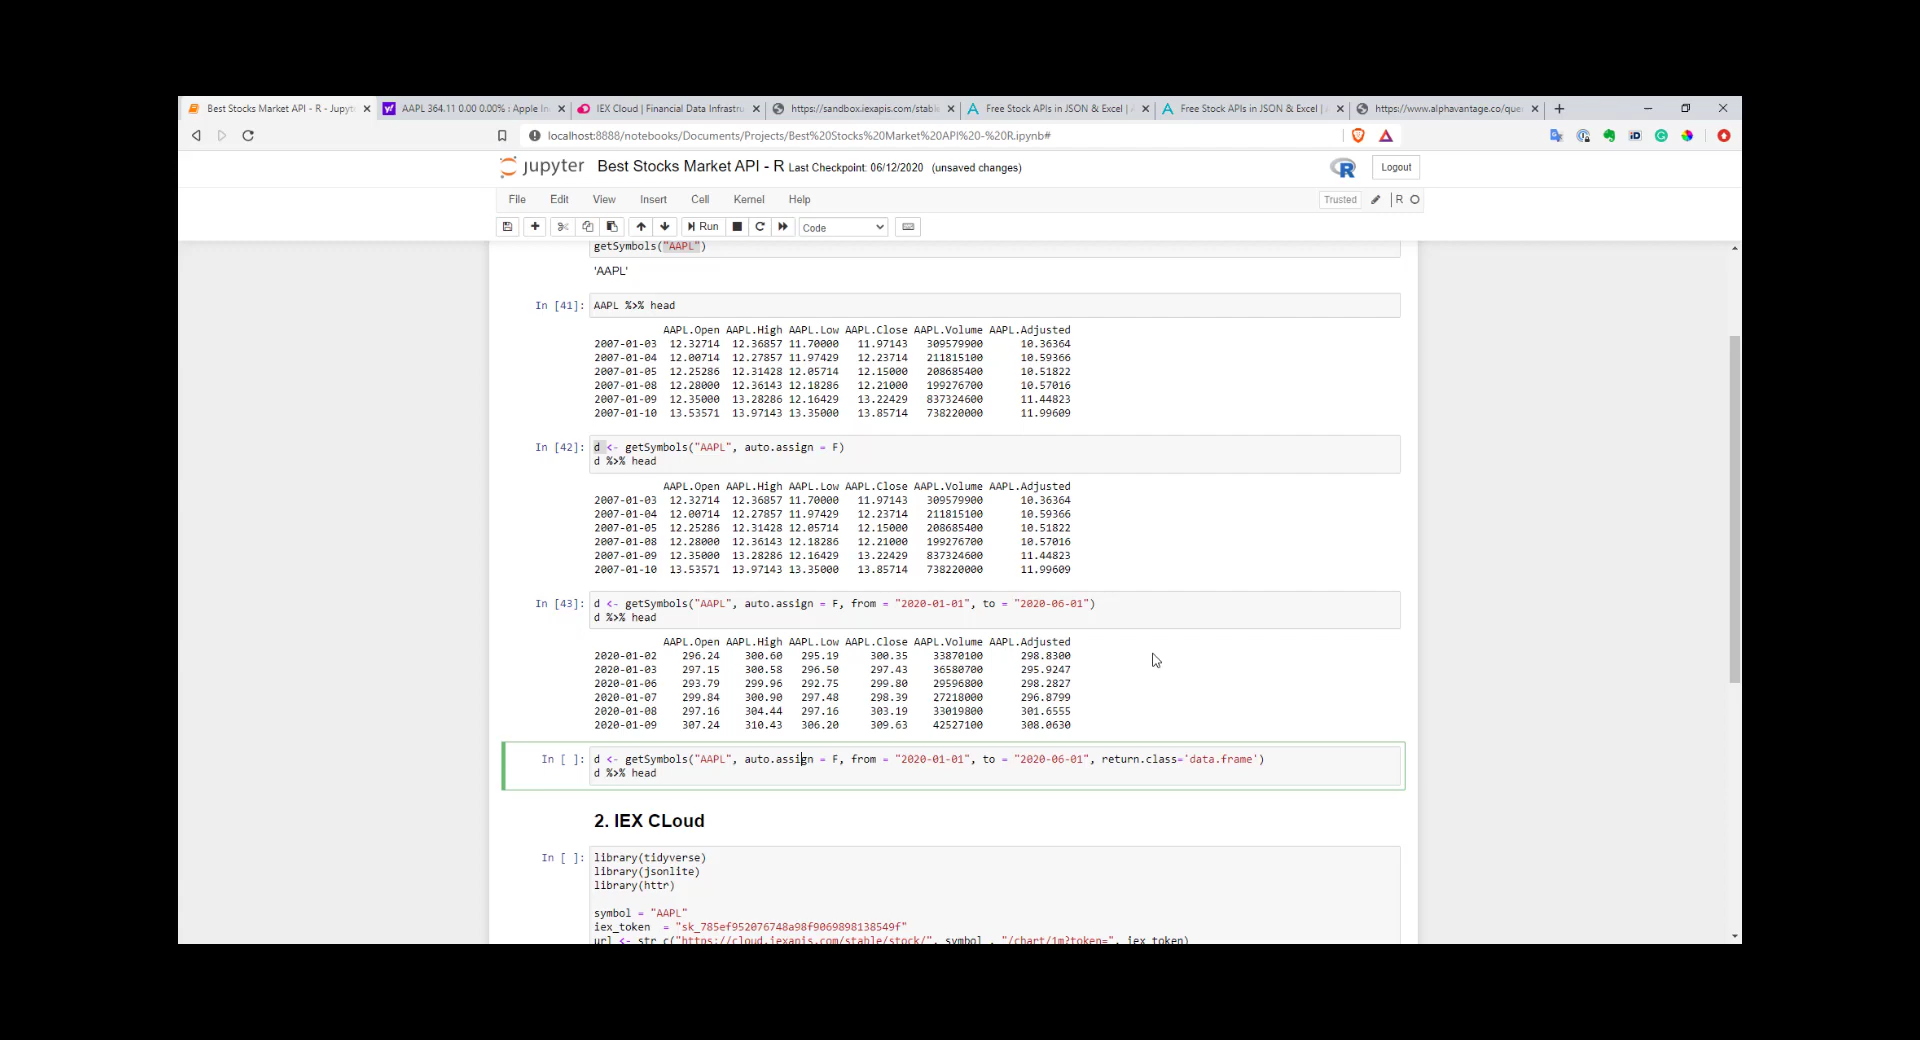 Best Stocks Market API - R - Jupyt
AAPL 364.11 0.00 0.00% : Apple In
IEX Cloud | Financial Data Infrastru
https://sandbox.iexapis.com/stabl
Free Stock APIs in JSON & Excel |
Free Stock APIs in JSON & Excel |
https://www.alphavantage.co/que
localhost:8888/notebooks/Documents/Projects/Best%20Stocks%20Market%20API%20-%20R.ipynb#
jupyter Best Stocks Market API - R Last Checkpoint: 06/12/2020 (unsaved changes)
R
Logout
File Edit View Insert Cell Kernel Help
Trusted
R
Run
Code
getSymbols("AAPL")
'AAPL'
In [41]: AAPL %>% head
AAPL.Open AAPL.High AAPL.Low AAPL.Close AAPL.Volume AAPL.Adjusted
2007-01-03 12.32714 12.36857 11.70000 11.97143 309579900 10.36364
2007-01-04 12.00714 12.27857 11.97429 12.23714 211815100 10.59366
2007-01-05 12.25286 12.31428 12.05714 12.15000 208685400 10.51822
2007-01-08 12.28000 12.36143 12.18286 12.21000 199276700 10.57016
2007-01-09 12.35000 13.28286 12.16429 13.22429 837324600 11.44823
2007-01-10 13.53571 13.97143 13.35000 13.85714 738220000 11.99609
In [42]: d <- getSymbols("AAPL", auto.assign = F)
d %>% head
AAPL.Open AAPL.High AAPL.Low AAPL.Close AAPL.Volume AAPL.Adjusted
2007-01-03 12.32714 12.36857 11.70000 11.97143 309579900 10.36364
2007-01-04 12.00714 12.27857 11.97429 12.23714 211815100 10.59366
2007-01-05 12.25286 12.31428 12.05714 12.15000 208685400 10.51822
2007-01-08 12.28000 12.36143 12.18286 12.21000 199276700 10.57016
2007-01-09 12.35000 13.28286 12.16429 13.22429 837324600 11.44823
2007-01-10 13.53571 13.97143 13.35000 13.85714 738220000 11.99609
In [43]: d <- getSymbols("AAPL", auto.assign = F, from = "2020-01-01", to = "2020-06-01")
d %>% head
AAPL.Open AAPL.High AAPL.Low AAPL.Close AAPL.Volume AAPL.Adjusted
2020-01-02 296.24 300.60 295.19 300.35 33870100 298.8300
2020-01-03 297.15 300.58 296.50 297.43 36580700 295.9247
2020-01-06 293.79 299.96 292.75 299.80 29596800 298.2827
2020-01-07 299.84 300.90 297.48 298.39 27218000 296.8799
2020-01-08 297.16 304.44 297.16 303.19 33019800 301.6555
2020-01-09 307.24 310.43 306.20 309.63 42527100 308.0630
In [ ]: d <- getSymbols("AAPL", auto.assign = F, from = "2020-01-01", to = "2020-06-01", return.class='data.frame')
d %>% head
2. IEX CLoud
In [ ]: library(tidyverse)
library(jsonlite)
library(httr)
symbol = "AAPL"
iex_token = "sk_785ef952076748a98f9069898138549f"
url <- str_c("https://cloud.iexapis.com/stable/stock/", symbol , "/chart/1m?token=", iex_token)